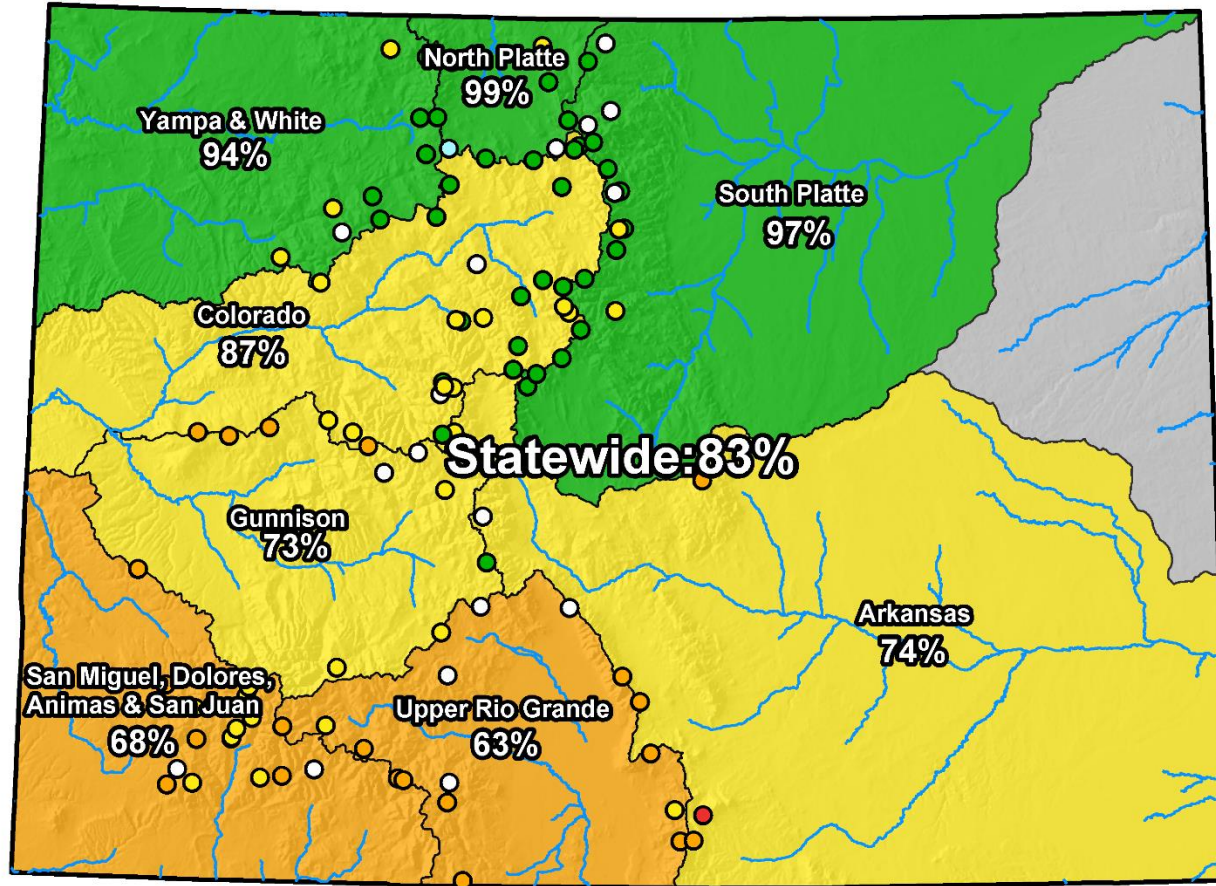 North Platte
99%
Yampa & White
94%
South Platte
97%
Colorado
87%
Statewide:83%
Gunnison
73%
Arkansas
74%
San Miguel, Dolores,
Animas & San Juan
68%
Upper Rio Grande
63%